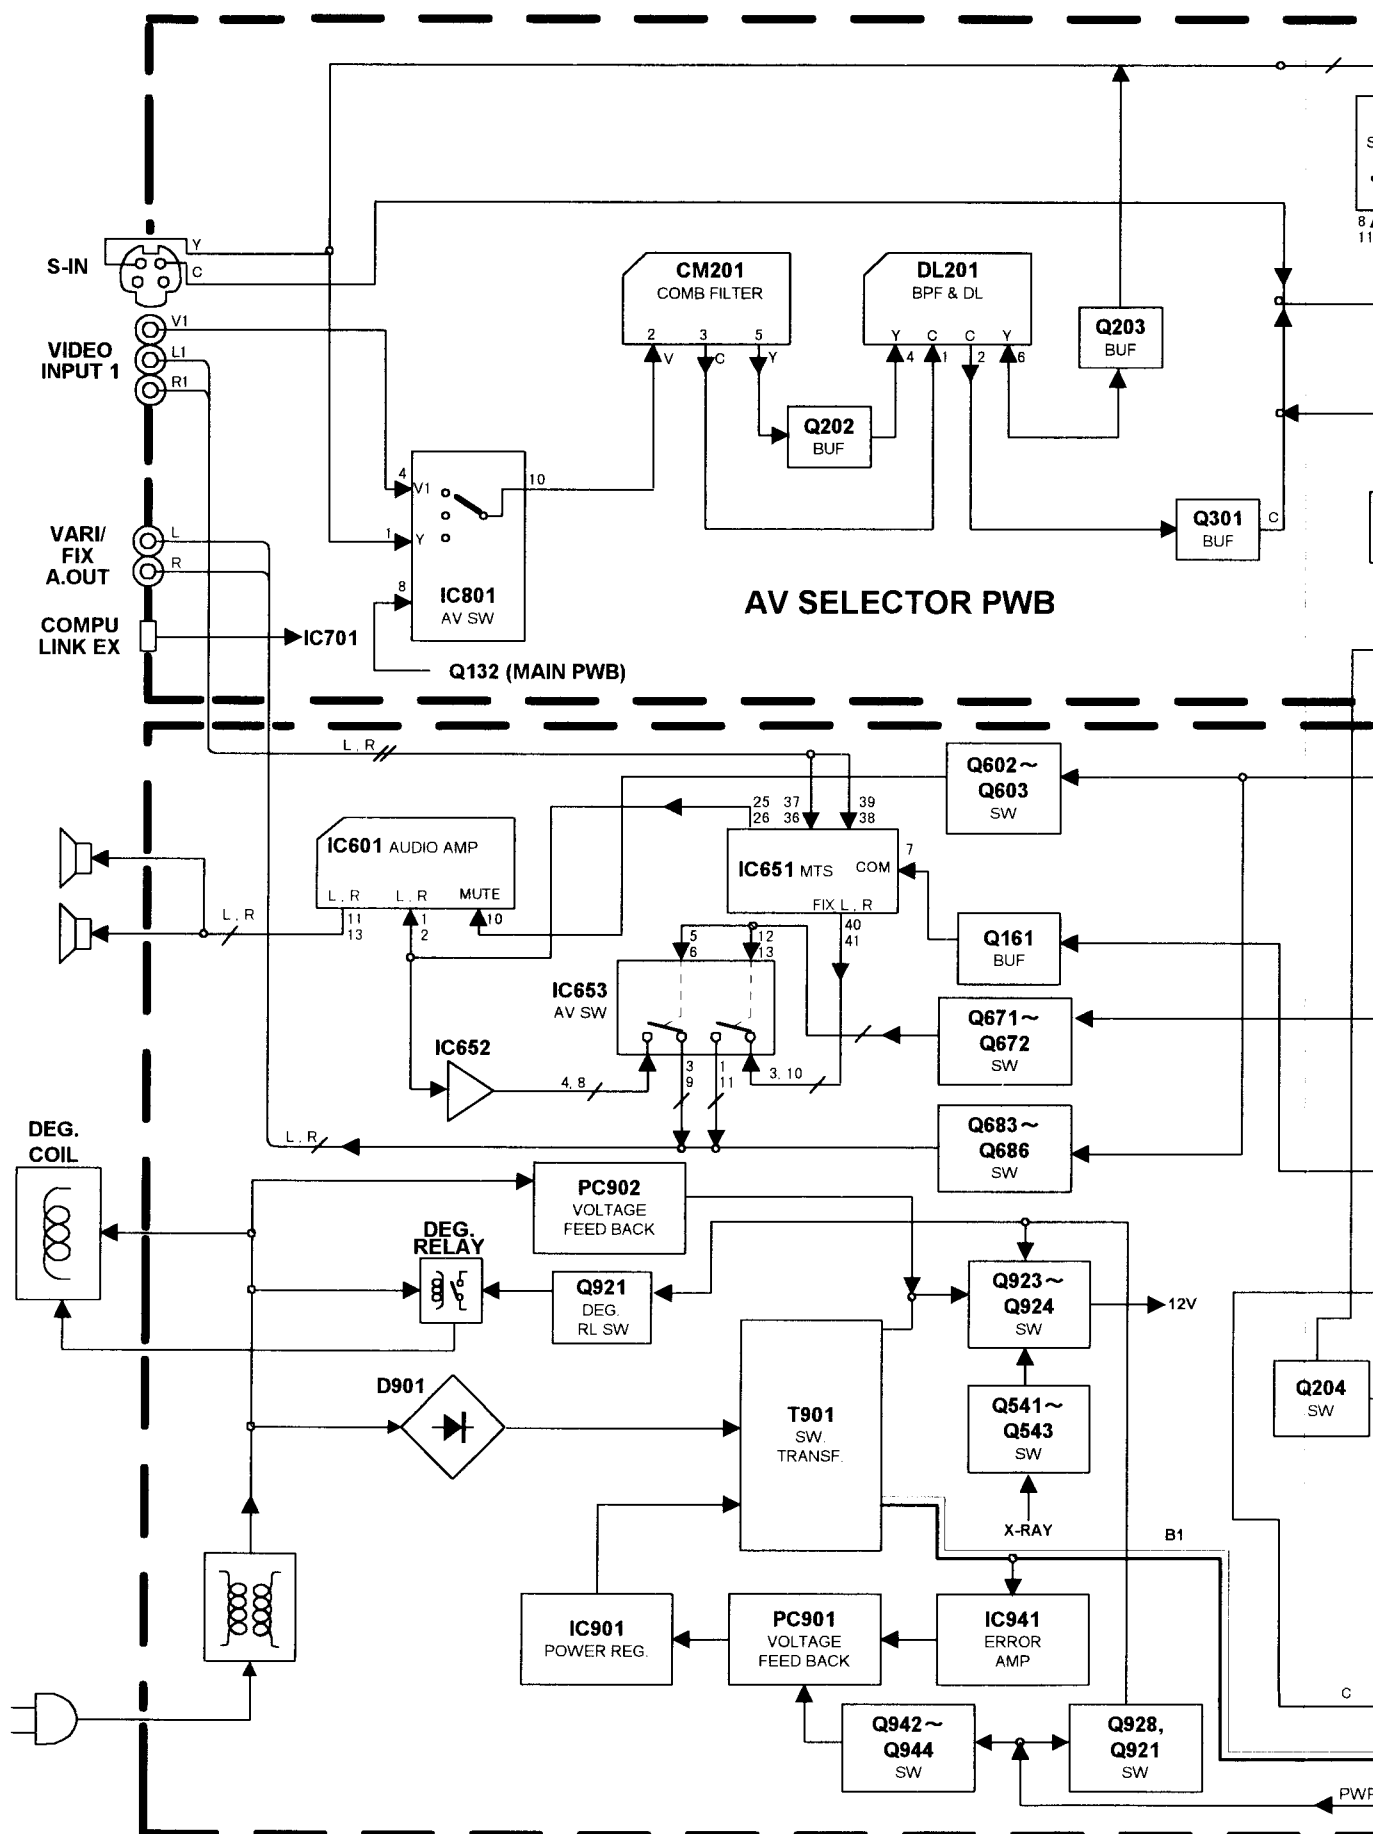 S-IN
Y
C
VIDEO
INPUT 1
V1
L1
R1
CM201
COMB FILTER
2
3
5
V
C
Y
DL201
BPF & DL
Y
C
C
Y
4
1
2
6
Q203
BUF
Q202
BUF
8
11
4
V1
10
1
Y
8
IC801
AV SW
Q301
BUF
C
VARI/
FIX
A.OUT
L
R
COMPU
LINK EX
IC701
Q132 (MAIN PWB)
AV SELECTOR PWB
L , R
Q602～
Q603
SW
25
26
37
36
39
38
IC601 AUDIO AMP
L , R
L , R
MUTE
11
13
1
2
10
L , R
IC651 MTS
COM
7
FIX L , R
40
41
Q161
BUF
5
6
12
13
IC653
AV SW
Q671～
Q672
SW
IC652
4, 8
3
9
1
11
3, 10
Q683～
Q686
SW
L , R
DEG.
COIL
PC902
VOLTAGE
FEED BACK
DEG.
RELAY
Q921
DEG.
RL SW
Q923～
Q924
SW
12V
D901
T901
SW.
TRANSF.
Q541～
Q543
SW
X-RAY
Q204
SW
B1
IC901
POWER REG.
PC901
VOLTAGE
FEED BACK
IC941
ERROR
AMP
Q942～
Q944
SW
Q928,
Q921
SW
C